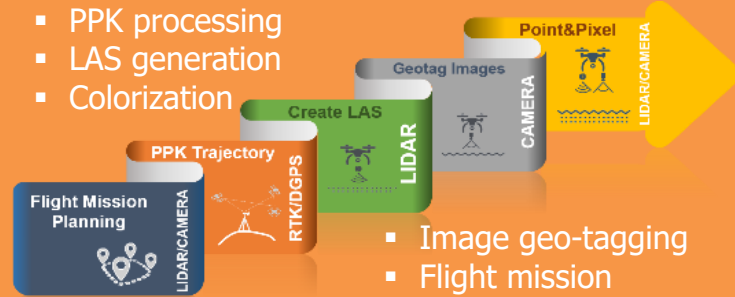 ▪ PPK processing
▪ LAS generation
▪ Colorization
Point&Pixel
LIDAR/CAMERA
Geotag Images
CAMERA
Create LAS
LIDAR
PPK Trajectory
RTK/DGPS
Flight Mission
Planning
LIDAR/CAMERA
▪ Image geo-tagging
▪ Flight mission